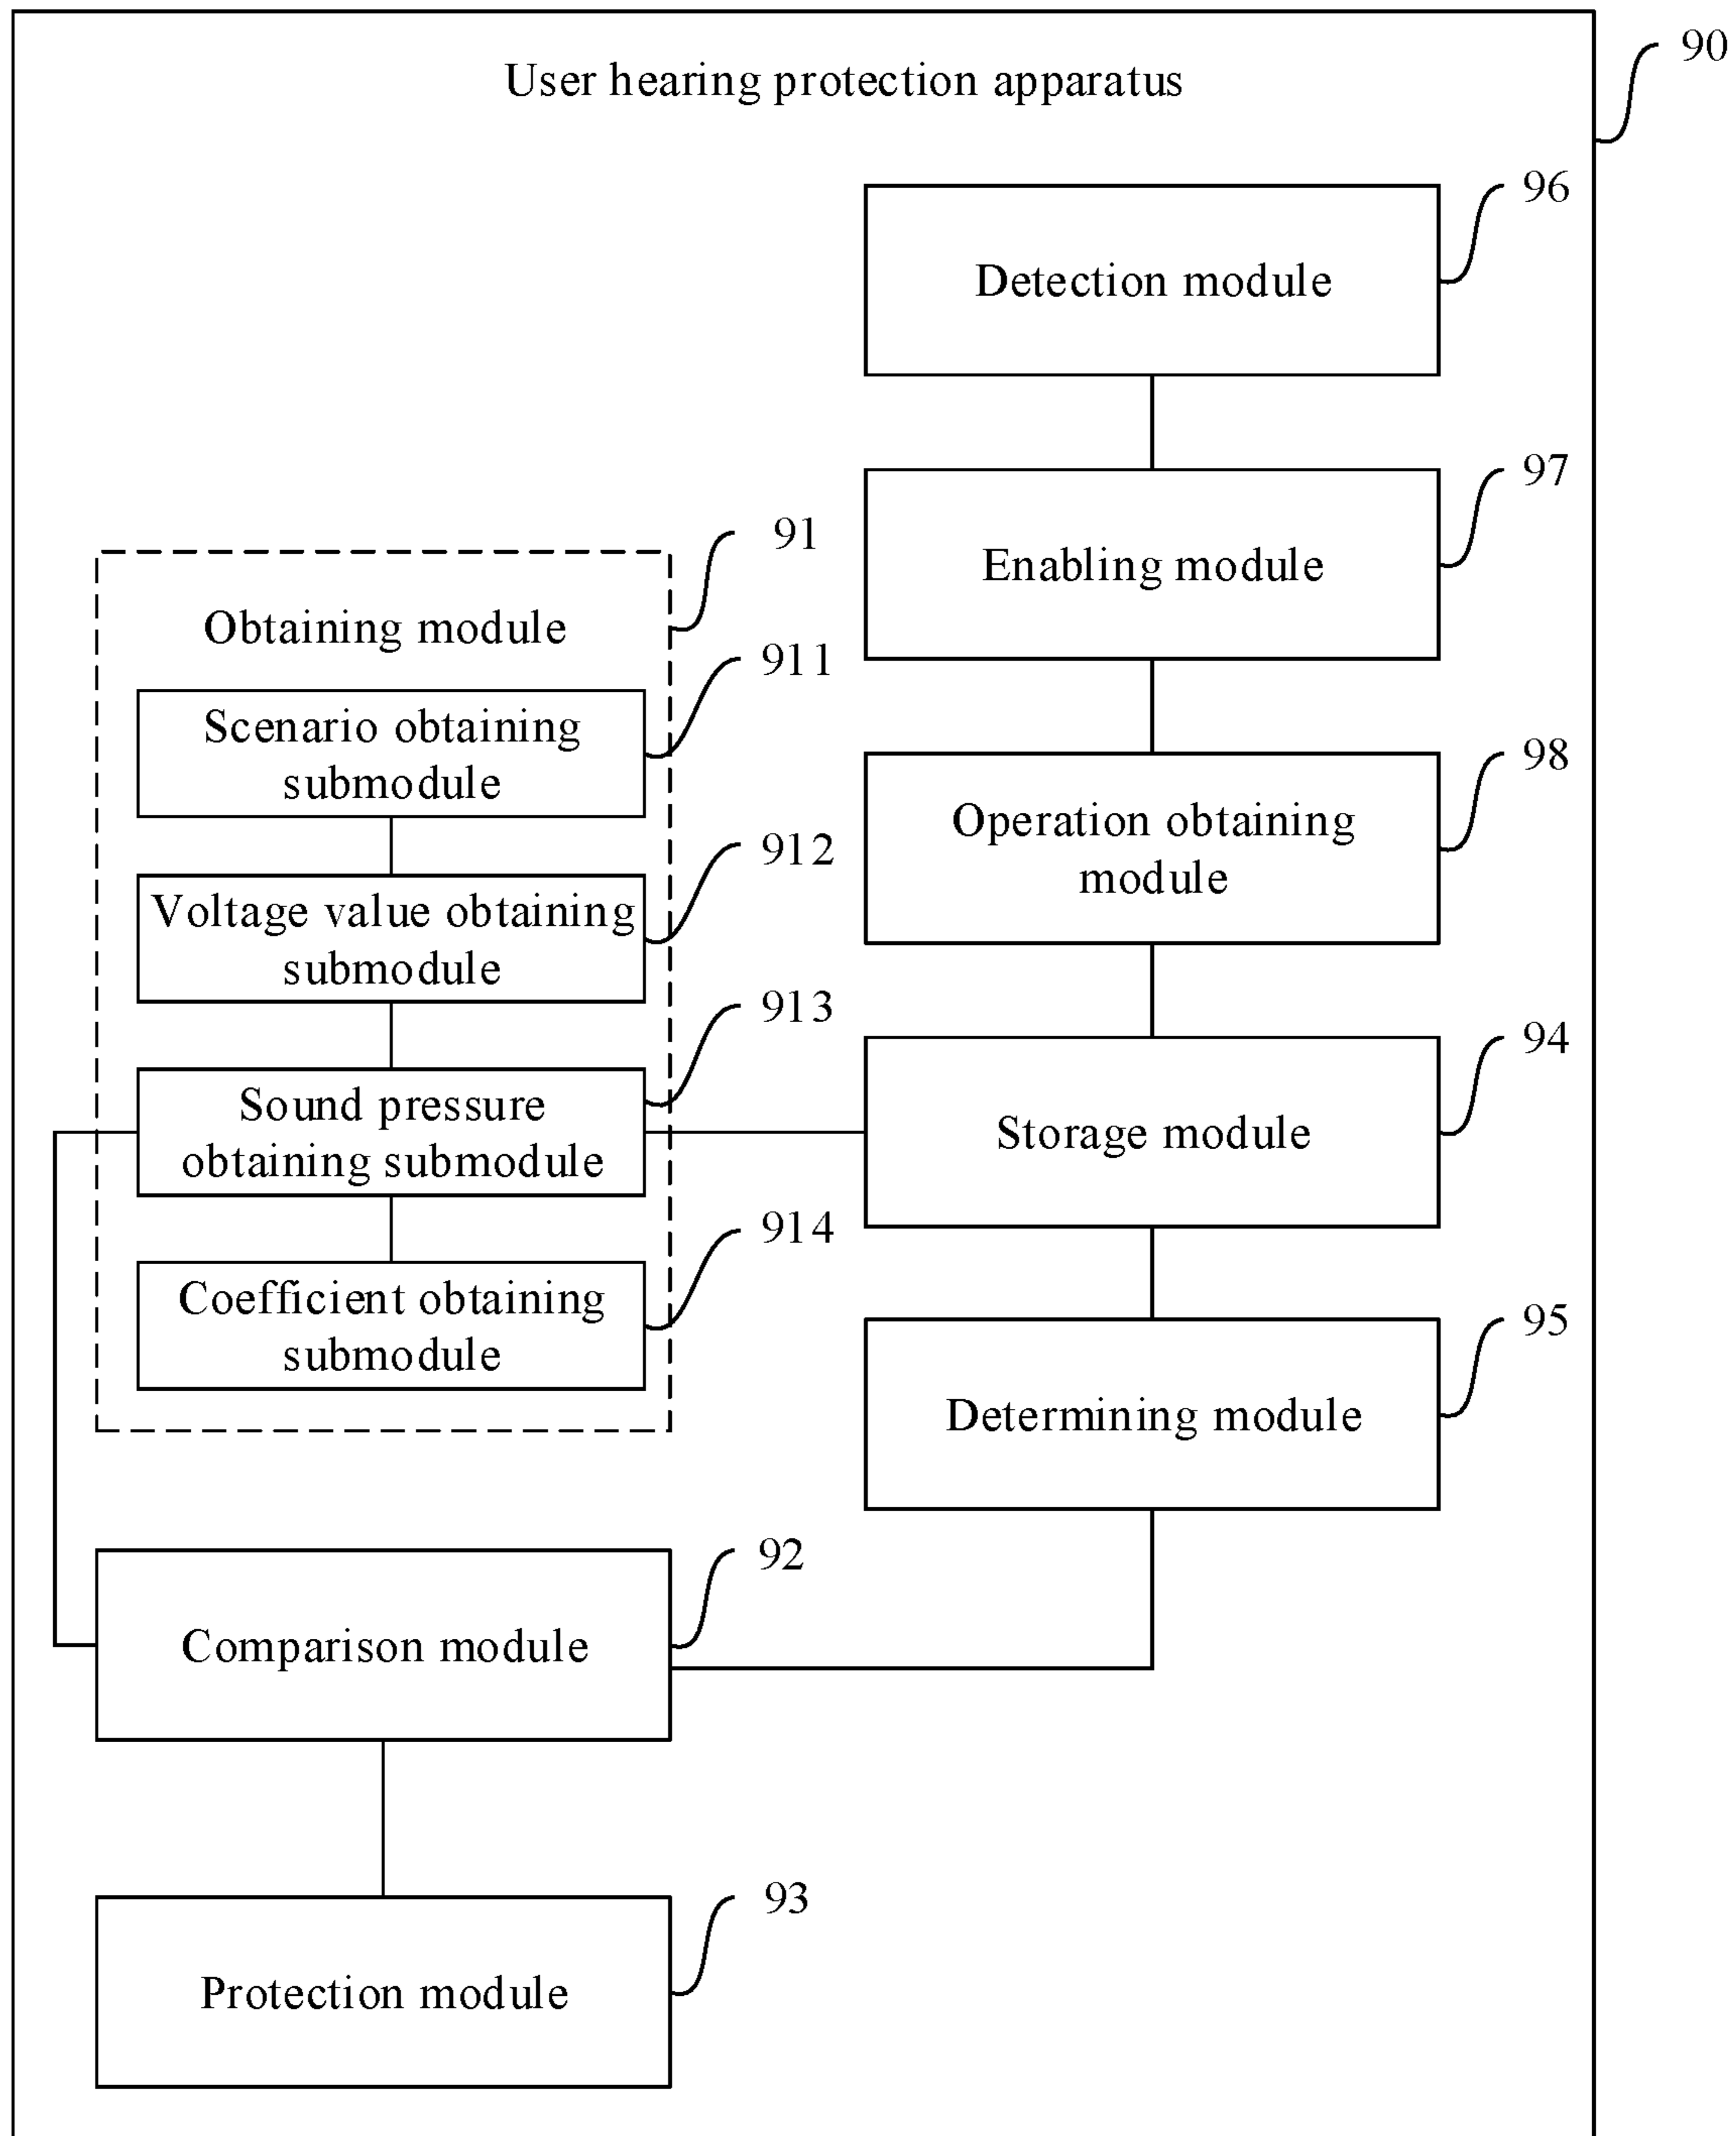 User hearing protection apparatus
90
96
Detection module
97
Enabling module
91
Obtaining module
911
Scenario obtaining
submodule
98
Operation obtaining
module
912
Voltage value obtaining
submodule
913
Sound pressure
obtaining submodule
94
Storage module
914
Coefficient obtaining
submodule
95
Determining module
92
Comparison module
93
Protection module